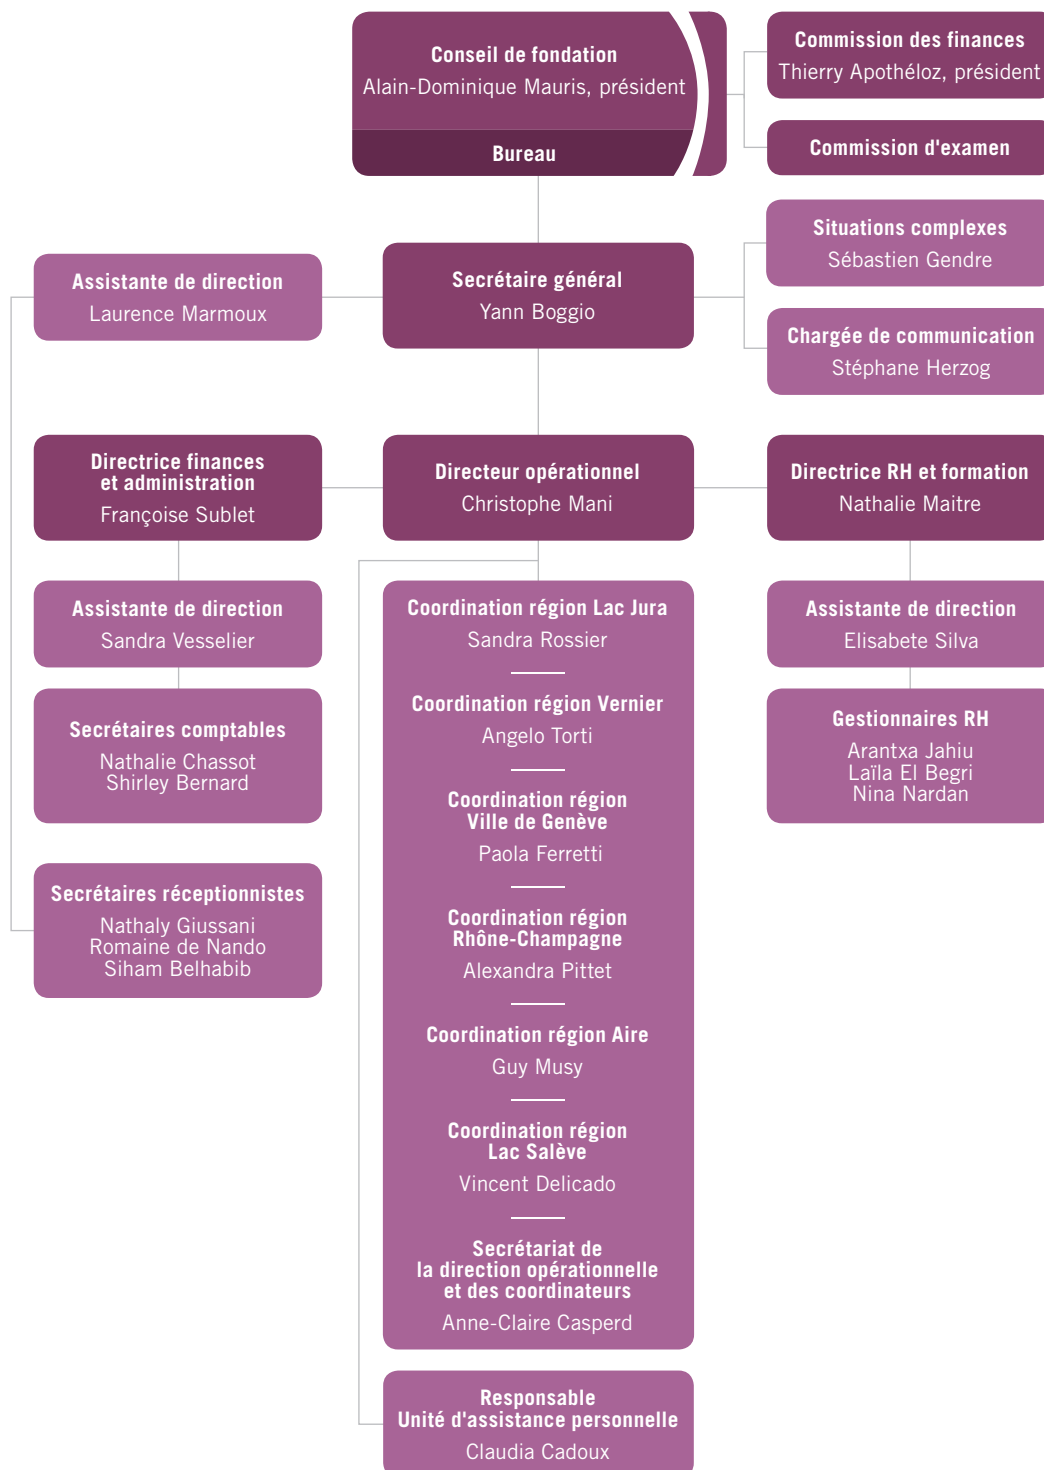 Conseil de fondation
Alain-Dominique Mauris, président
Bureau
Commission des finances
Thierry Apothéloz, président
Commission d'examen
Situations complexes
Sébastien Gendre
Assistante de direction
Laurence Marmoux
Secrétaire général
Yann Boggio
Chargée de communication
Stéphane Herzog
Directrice finances
et administration
Françoise Sublet
Directeur opérationnel
Christophe Mani
Directrice RH et formation
Nathalie Maitre
Assistante de direction
Sandra Vesselier
Secrétaires comptables
Nathalie Chassot
Shirley Bernard
Secrétaires réceptionnistes
Nathaly Giussani
Romaine de Nando
Siham Belhabib
Coordination région Lac Jura
Sandra Rossier
Coordination région Vernier
Angelo Torti
Coordination région
Ville de Genève
Paola Ferretti
Coordination région
Rhône-Champagne
Alexandra Pittet
Coordination région Aire
Guy Musy
Coordination région
Lac Salève
Vincent Delicado
Secrétariat de
la direction opérationnelle
et des coordinateurs
Anne-Claire Casperd
Responsable
Unité d'assistance personnelle
Claudia Cadoux
Assistante de direction
Elisabete Silva
Gestionnaires RH
Arantxa Jahiu
Laïla El Begri
Nina Nardan